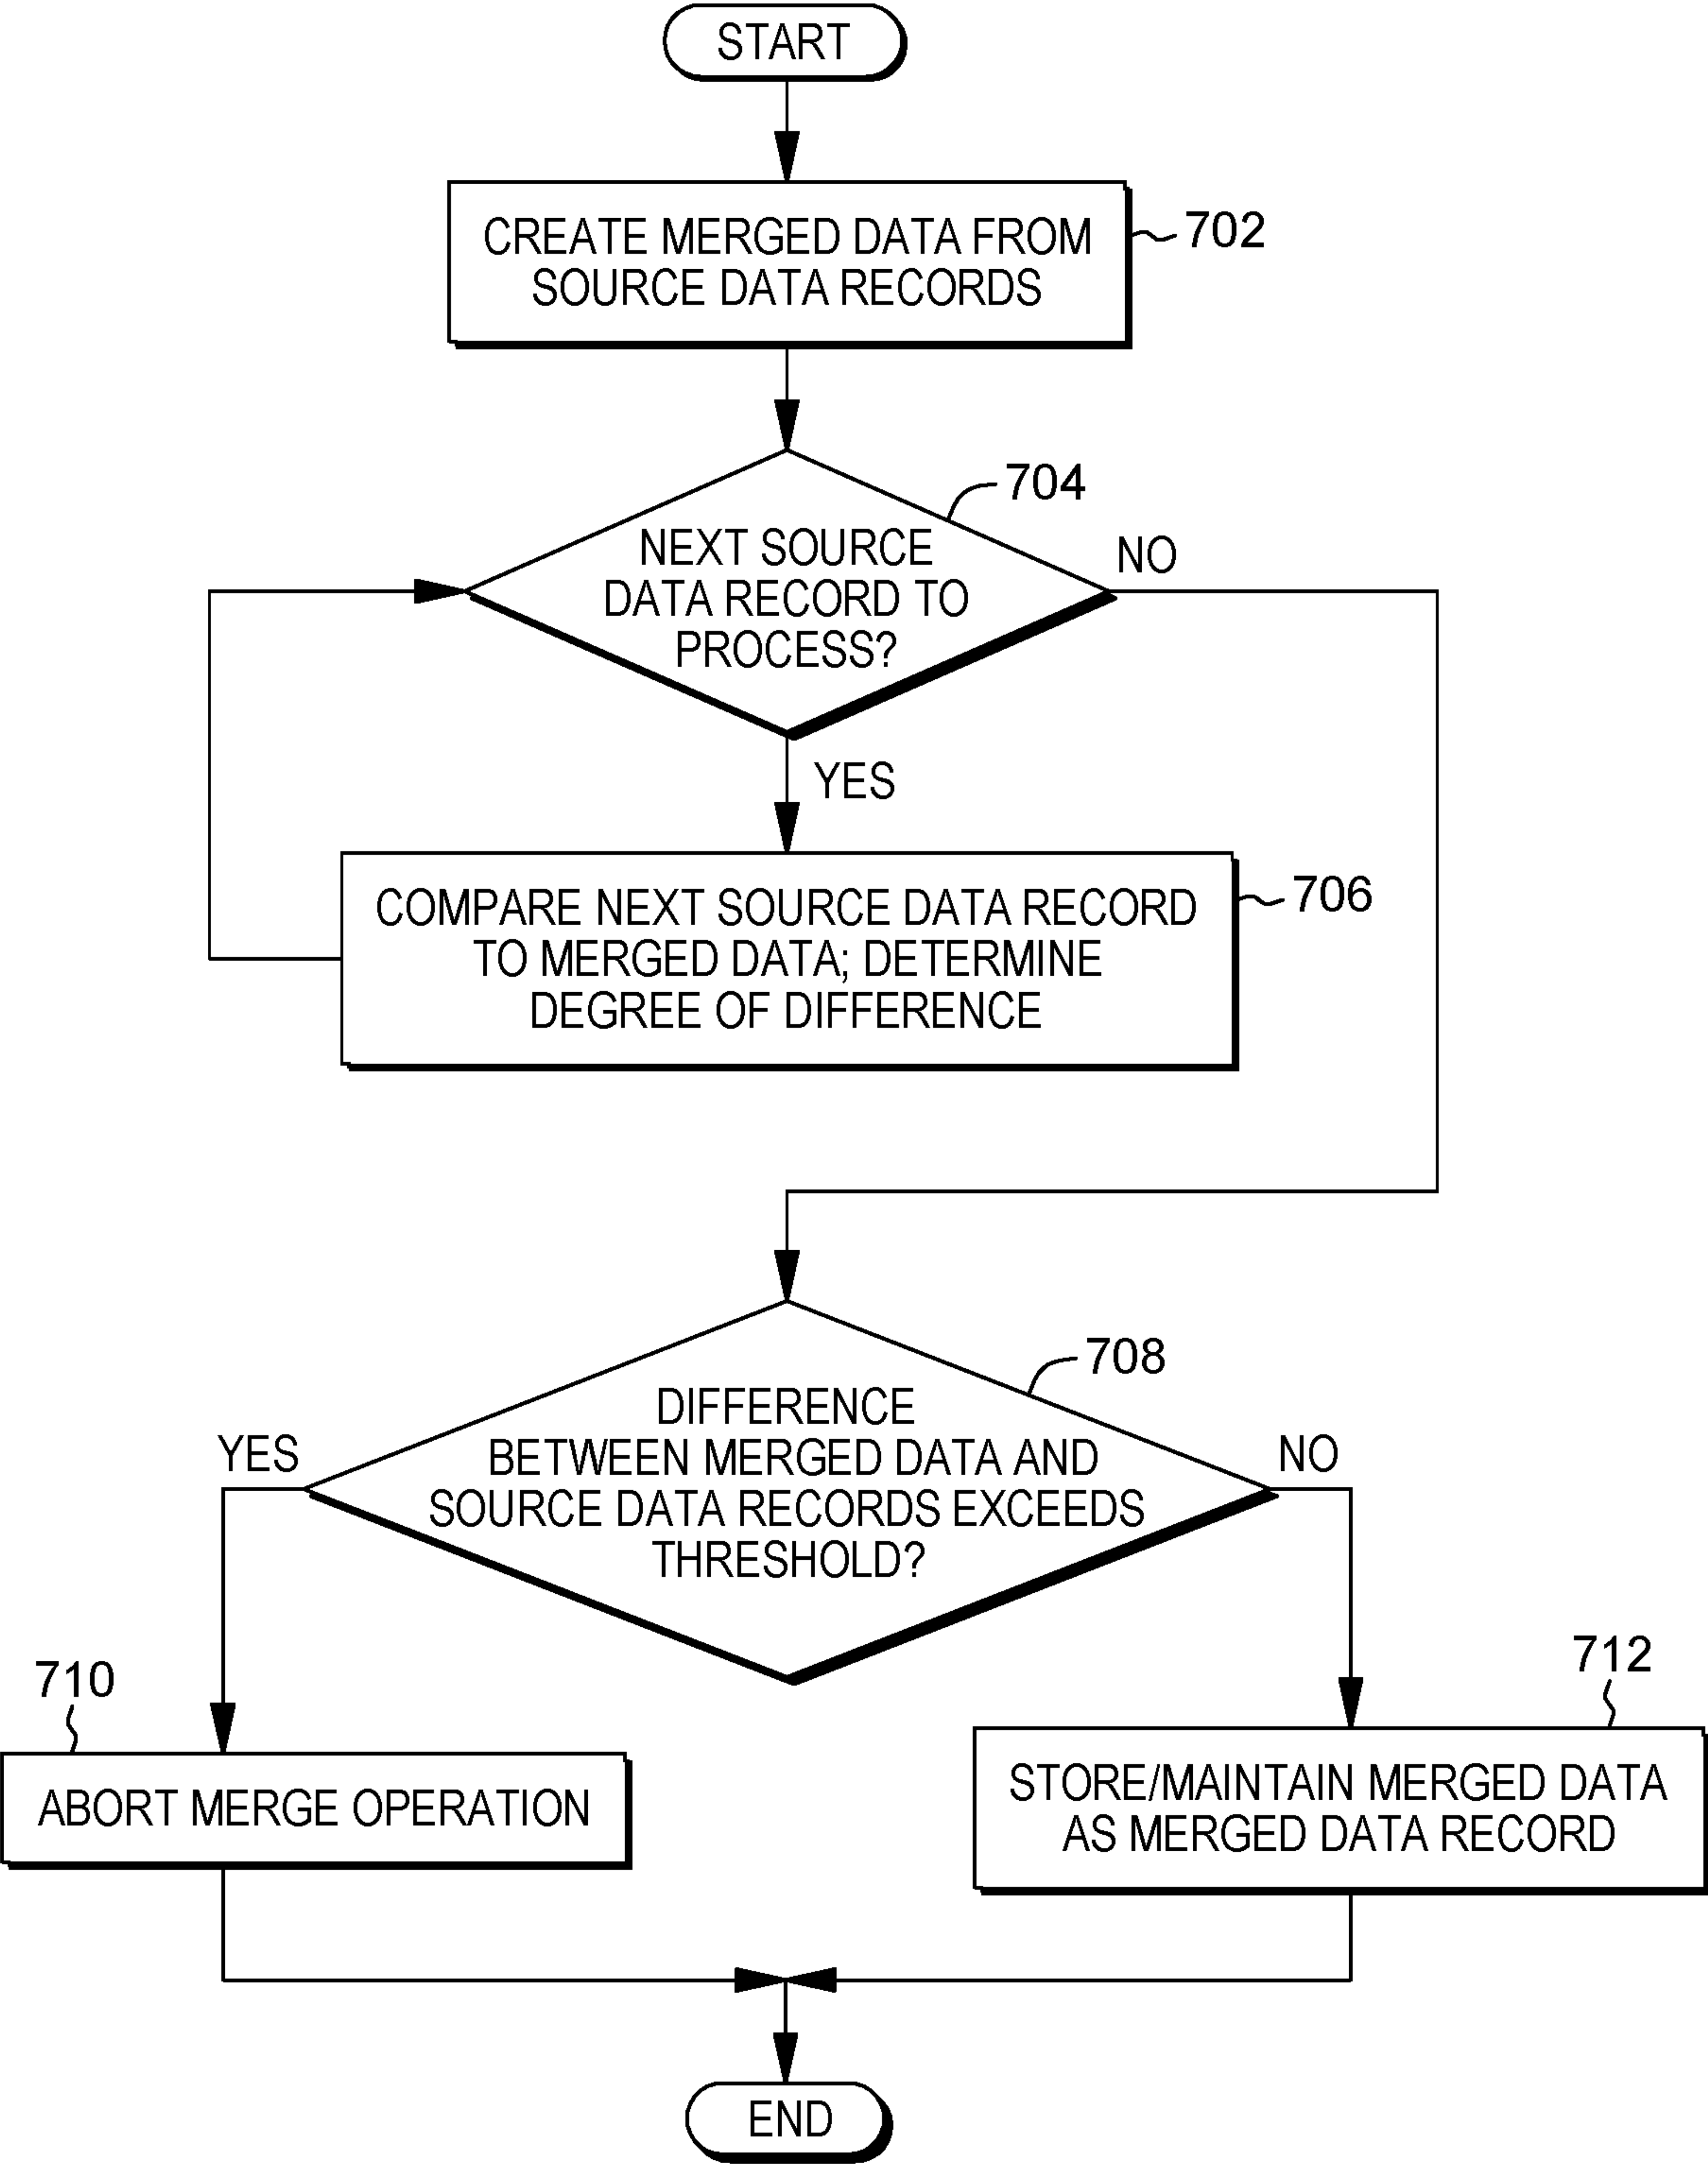 START
CREATE MERGED DATA FROM
SOURCE DATA RECORDS
702
704
NEXT SOURCE
DATA RECORD TO
PROCESS?
NO
YES
COMPARE NEXT SOURCE DATA RECORD
TO MERGED DATA; DETERMINE
DEGREE OF DIFFERENCE
706
708
DIFFERENCE
BETWEEN MERGED DATA AND
SOURCE DATA RECORDS EXCEEDS
THRESHOLD?
YES
NO
710
ABORT MERGE OPERATION
712
STORE/MAINTAIN MERGED DATA
AS MERGED DATA RECORD
END